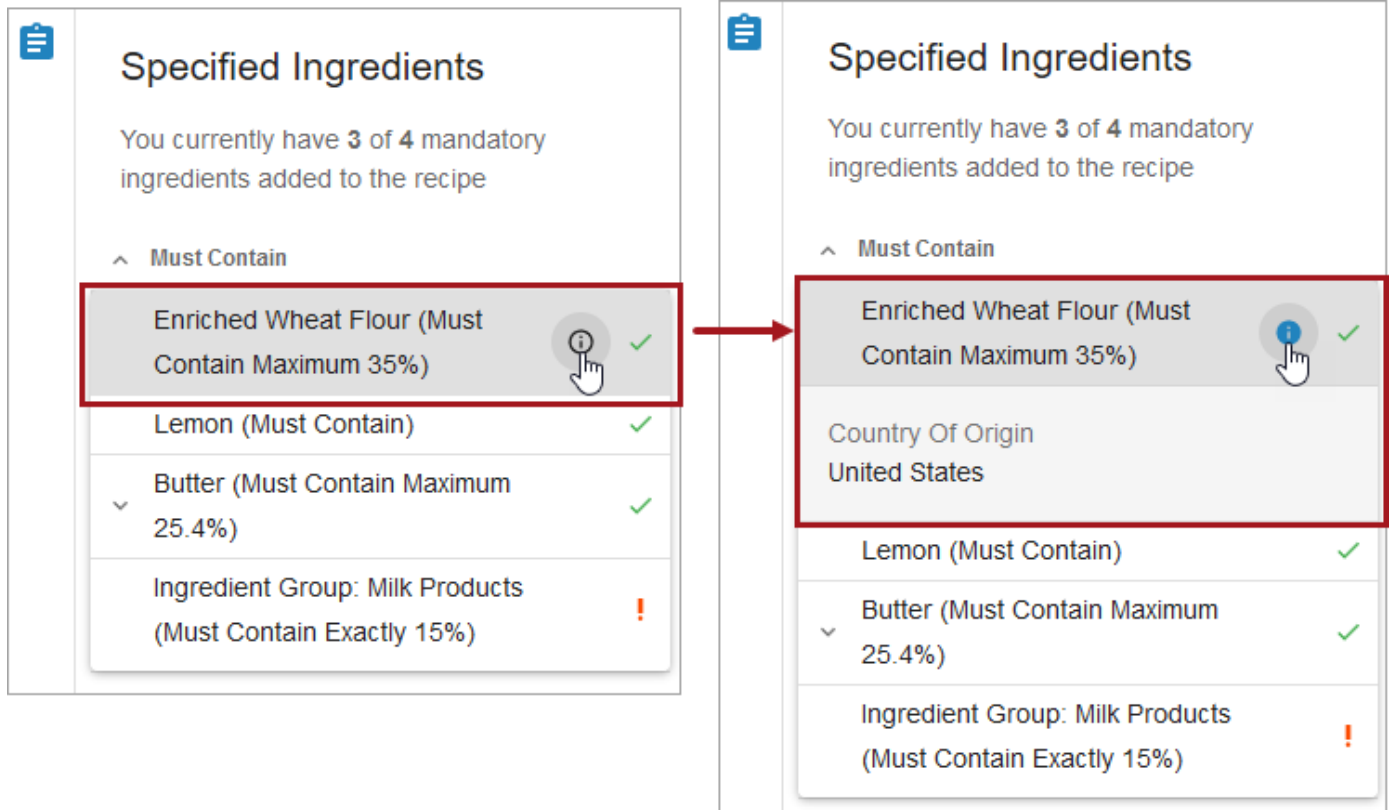 Specified Ingredients
You currently have 3 of 4 mandatory
ingredients added to the recipe
Must Contain
Enriched Wheat Flour (Must
Contain Maximum 35%)
Lemon (Must Contain)
Butter (Must Contain Maximum
25.4%)
Ingredient Group: Milk Products
(Must Contain Exactly 15%)
Specified Ingredients
You currently have 3 of 4 mandatory
ingredients added to the recipe
Must Contain
Enriched Wheat Flour (Must
Contain Maximum 35%)
Country Of Origin
United States
Lemon (Must Contain)
Butter (Must Contain Maximum
25.4%)
Ingredient Group: Milk Products
(Must Contain Exactly 15%)